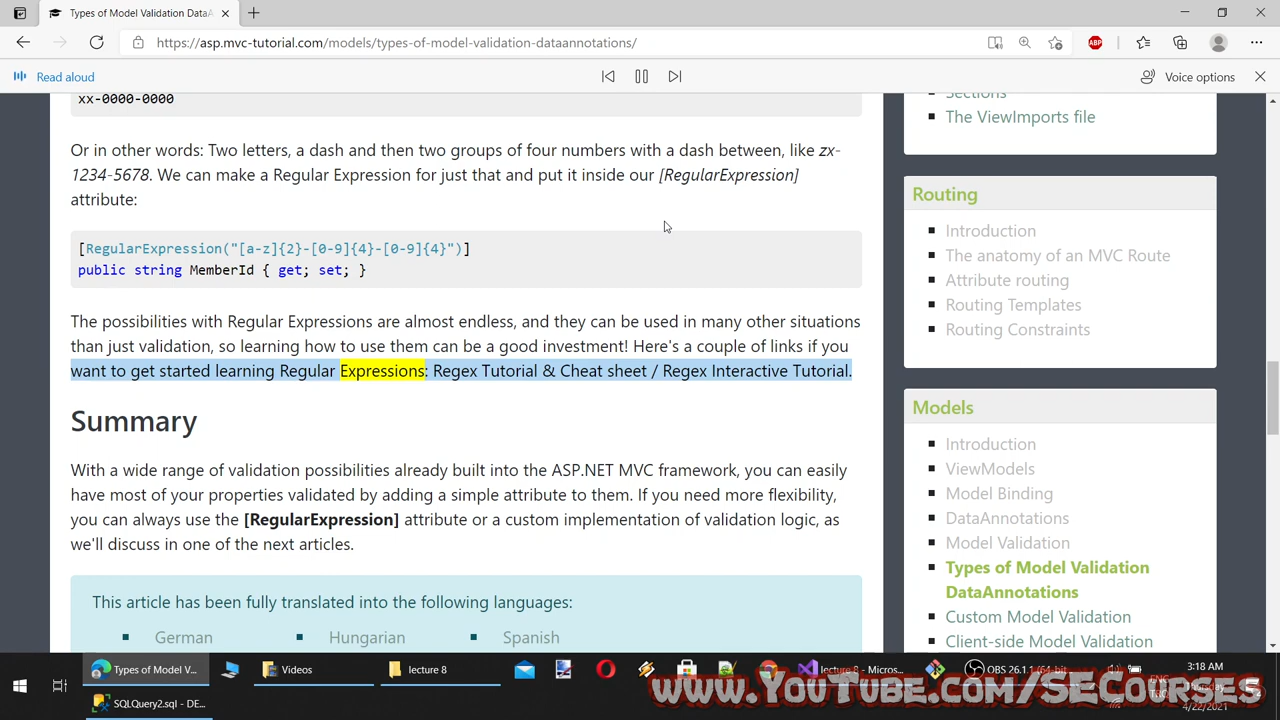 Types of Model Validation DataA
https://asp.mvc-tutorial.com/models/types-of-model-validation-dataannotations/
ABP
Read aloud
Voice options
xx-0000-0000
Or in other words: Two letters, a dash and then two groups of four numbers with a dash between, like zx-
1234-5678. We can make a Regular Expression for just that and put it inside our [RegularExpression]
attribute:
[RegularExpression("[a-z]{2}-[0-9]{4}-[0-9]{4}")]
public string MemberId { get; set; }
The possibilities with Regular Expressions are almost endless, and they can be used in many other situations
than just validation, so learning how to use them can be a good investment! Here's a couple of links if you
want to get started learning Regular Expressions: Regex Tutorial & Cheat sheet / Regex Interactive Tutorial.
Summary
With a wide range of validation possibilities already built into the ASP.NET MVC framework, you can easily
have most of your properties validated by adding a simple attribute to them. If you need more flexibility,
you can always use the [RegularExpression] attribute or a custom implementation of validation logic, as
we'll discuss in one of the next articles.
This article has been fully translated into the following languages:
German
Hungarian
Spanish
Sections
The ViewImports file
Routing
Introduction
The anatomy of an MVC Route
Attribute routing
Routing Templates
Routing Constraints
Models
Introduction
ViewModels
Model Binding
DataAnnotations
Model Validation
Types of Model Validation
DataAnnotations
Custom Model Validation
Client-side Model Validation
Types of Model V...
Videos
lecture 8
lecture 8 - Micros...
OBS 26.1.1 (64-bit...
3:18 AM
Thursday
4/22/2021
ENG
SQLQuery2.sql - DE...
www.YouTube.com/SECourses